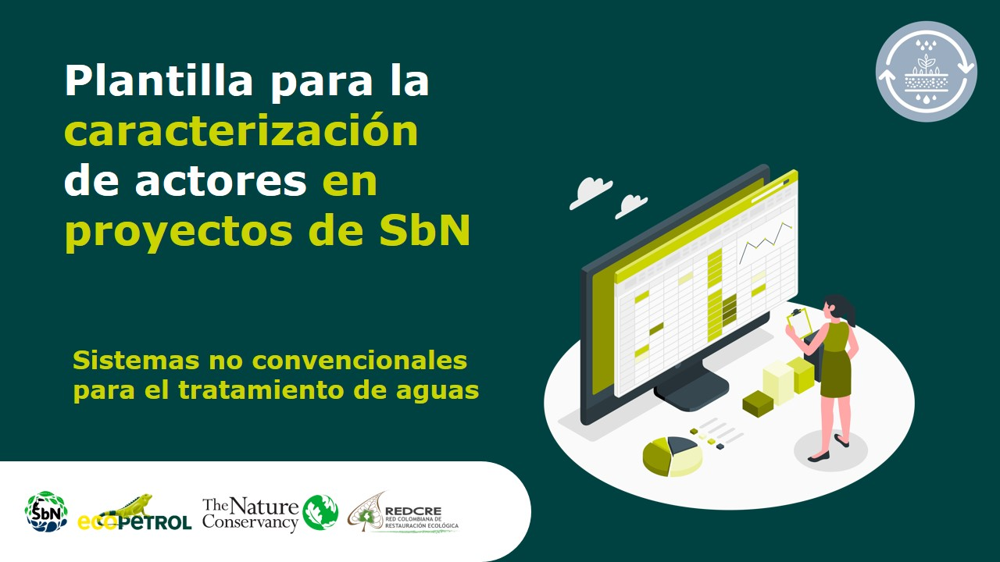 Plantilla para la
caracterización
de actores en
proyectos de SbN
Sistemas no convencionales
para el tratamiento de aguas
SbN
ecopetrol
The Nature
Conservancy
REDCRE
RED COLOMBIANA DE
RESTAURACIÓN ECOLÓGICA